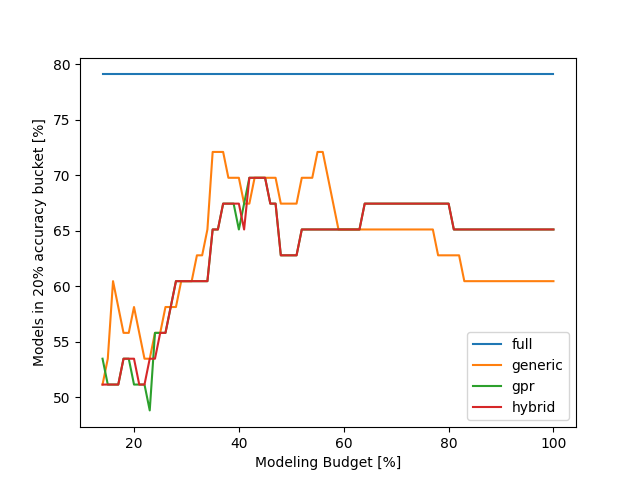 80
75
70
65
60
55
50
Models in 20% accuracy bucket [%]
20
40
60
80
100
Modeling Budget [%]
full
generic
gpr
hybrid